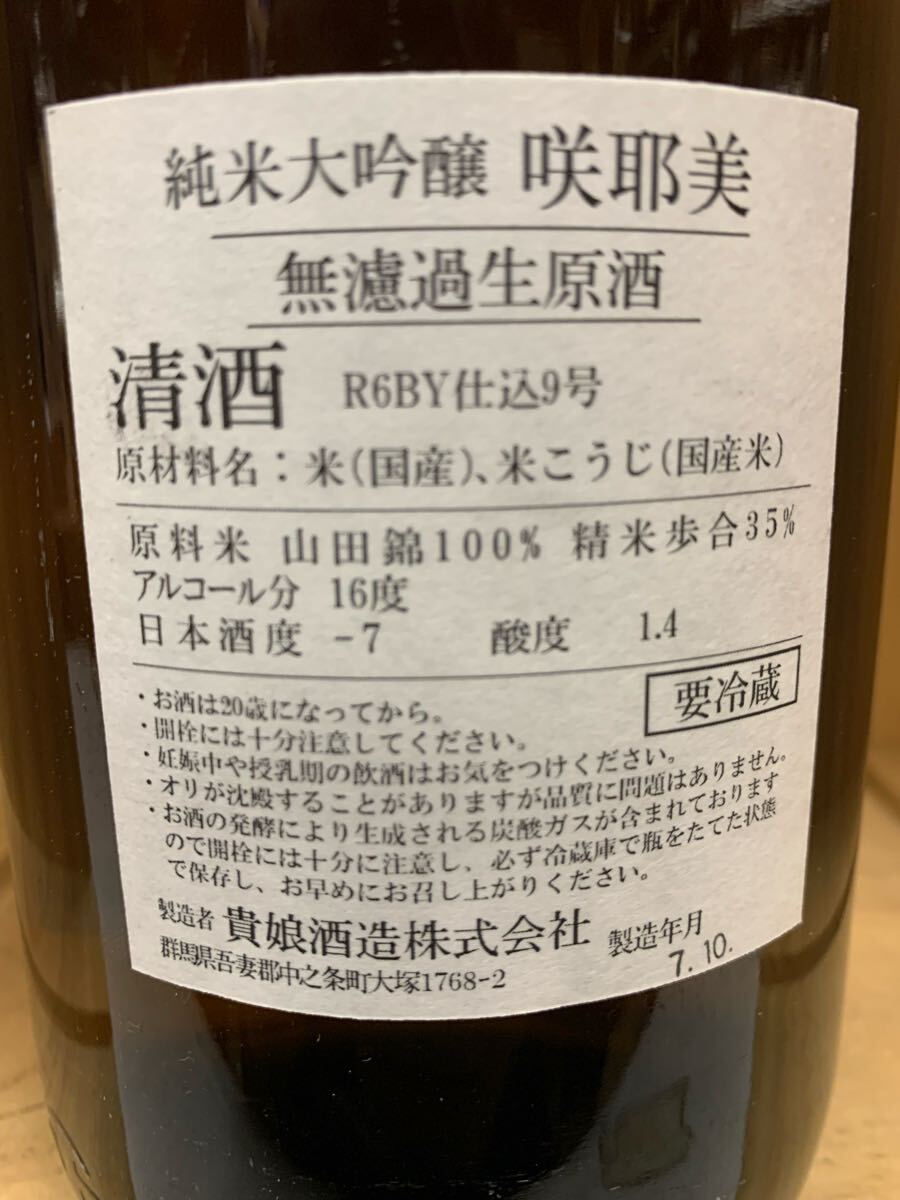 純米大吟醸 咲耶美
無濾過生原酒
清酒 R6BY仕込9号
原材料名：米(国産)、米こうじ(国産米)
原料米 山田錦100% 精米歩合35%
アルコール分 16度
日本酒度 -7 酸度 1.4
要冷蔵
・お酒は20歳になってから。
・開栓には十分注意してください。
・妊娠中や授乳期の飲酒はお気をつけください。
・オリが沈殿することがありますが品質に問題はありません。
・お酒の発酵により生成される炭酸ガスが含まれております
ので開栓には十分に注意し、必ず冷蔵庫で瓶をたてた状態
で保存し、お早めにお召し上がりください。
製造者 貴娘酒造株式会社 製造年月
群馬県吾妻郡中之条町大塚1768-2 7.10.